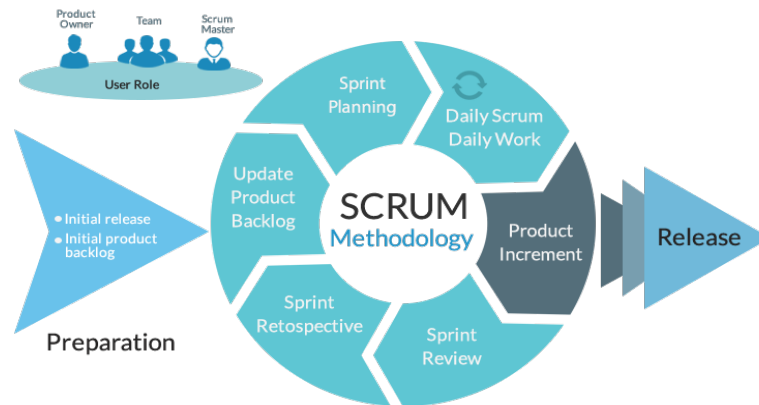 Product
Owner
Team
Scrum
Master
User Role
Sprint
Planning
Daily Scrum
Daily Work
Update
Product
Backlog
SCRUM
Methodology
Product
Increment
Release
Initial release
Initial product
backlog
Preparation
Sprint
Retospective
Sprint
Review